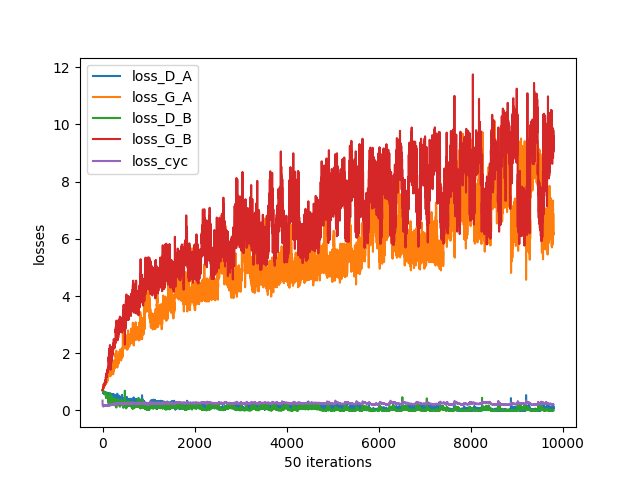 12
10
8
6
4
2
0
losses
loss_D_A
loss_G_A
loss_D_B
loss_G_B
loss_cyc
0 2000 4000 6000 8000 10000
50 iterations